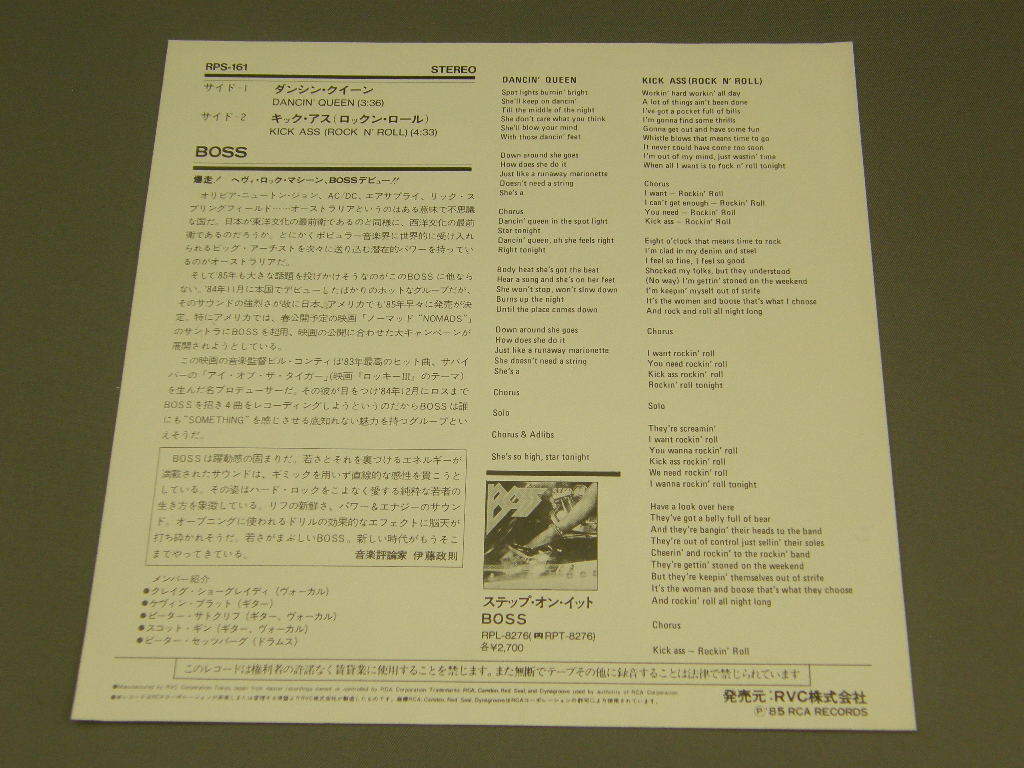 RPS-161
STEREO
サイド-1 ダンシン・クイーン
DANCIN' QUEEN (3:36)
サイド-2 キック・アス(ロックン・ロール)
KICK ASS (ROCK N' ROLL) (4:33)
BOSS
爆走!! ヘヴィ・ロック・マシーン、BOSSデビュー!!
オリビア・ニュートン・ジョン、AC/DC、エアサプライ、リック・ス
プリングフィールド……オーストラリアというのはある意味で不思議
な国だ。日本が東洋文化の最前衛であるのと同様に、西洋文化の最前
衛であるのだろうか。とにかくポピュラー音楽界に世界的に受け入れ
られるビッグ・アーチストを次々に送り込む潜在的パワーを持ってい
るのがオーストラリアだ。
そして'85年も大きな話題を投げかけそうなのがこのBOSSに他なら
ない。'84年11月に本国でデビューしたばかりのホットなグループだが、
そのサウンドの強烈さが故に日本、アメリカでも'85年早々に発売が決
定。特にアメリカでは、春公開予定の映画「ノーマッド"NOMADS"」
のサントラにBOSSを起用、映画の公開に合わせた大キャンペーンが
展開されようとしている。
この映画の音楽監督ビル・コンティは'83年最高のヒット曲、サバイ
バーの「アイ・オブ・ザ・タイガー」(映画『ロッキーIII』のテーマ)
を生んだ名プロデューサーだ。その彼が目をつけ'84年12月にロスまで
BOSSを招き4曲をレコーディングしようというのだからBOSSは誰
にも"SOMETHING"を感じさせる底知れない魅力を持つグループとい
えそうだ。
BOSSは躍動感の固まりだ。若さとそれを裏づけるエネルギーが
満載されたサウンドは、ギミックを用いず直線的な感性を貫こうと
している。その姿はハード・ロックをこよなく愛する純粋な若者の
生き方を象徴している。リフの新鮮さ、パワー&エナジーのサウン
ド。オープニングに使われるドリルの効果的なエフェクトに脳天が
打ち砕かれそうだ。若さがまぶしいBOSS。新しい時代がもうそこ
までやってきている。 音楽評論家 伊藤政則
メンバー紹介
●クレイグ・ショーグレイディ(ヴォーカル)
●ケヴィン・プラット(ギター)
●ピーター・サトクリフ(ギター、ヴォーカル)
●スコット・ギン(ギター、ヴォーカル)
●ピーター・セッツバーグ(ドラムス)
DANCIN' QUEEN
Spot lights burnin' bright
She'll keep on dancin'
Till the middle of the night
She don't care what you think
She'll blow your mind
With those dancin' feet
Down around she goes
How does she do it
Just like a runaway marionette
Doesn't need a string
She's a
Chorus
Dancin' queen in the spot light
Star tonight
Dancin' queen, uh she feels right
Right tonight
Body heat she's got the beat
Hear a song and she's on her feet
She won't stop, won't slow down
Burns up the night
Until the place comes down
Down around she goes
How does she do it
Just like a runaway marionette
She doesn't need a string
She's a
Chorus
Solo
Chorus & Adlibs
She's so high, star tonight
BOSS
ステップ・オン・イット
BOSS
RPL-8276(RPT-8276)
各¥2,700
KICK ASS (ROCK N' ROLL)
Workin' hard workin' all day
A lot of things ain't been done
I've got a pocket full of bills
I'm gonna find some thrills
Gonna get out and have some fun
Whistle blows that means time to go
It never could have come too soon
I'm out of my mind, just wastin' time
When all I want is to fock n' roll tonight
Chorus
I want – Rockin' Roll
I can't get enough – Rockin' Roll
You need – Rockin' Roll
Kick ass – Rockin' Roll
Eight o'clock that means time to rock
I'm clad in my denim and steel
I feel so fine, I feel so good
Shocked my folks, but they understood
(No way) I'm gettin' stoned on the weekend
I'm keepin' myself out of strife
It's the women and boose that's what I choose
And rock and roll all night long
Chorus
I want rockin' roll
You need rockin' roll
Kick ass rockin' roll
Rockin' roll tonight
Solo
They're screamin'
I want rockin' roll
You wanna rockin' roll
Kick ass rockin' roll
We need rockin' roll
I wanna rockin' roll tonight
Have a look over here
They've got a belly full of bear
And they're bangin' their heads to the band
They're out of control just sellin' their soles
Cheerin' and rockin' to the rockin' band
They're gettin' stoned on the weekend
But they're keepin' themselves out of strife
It's the woman and boose that's what they choose
And rockin' roll all night long
Chorus
Kick ass – Rockin' Roll
このレコードは権利者の許諾なく賃貸業に使用することを禁じます。また無断でテープその他に録音することは法律で禁じられています
発売元:RVC株式会社
Ⓟ'85 RCA RECORDS